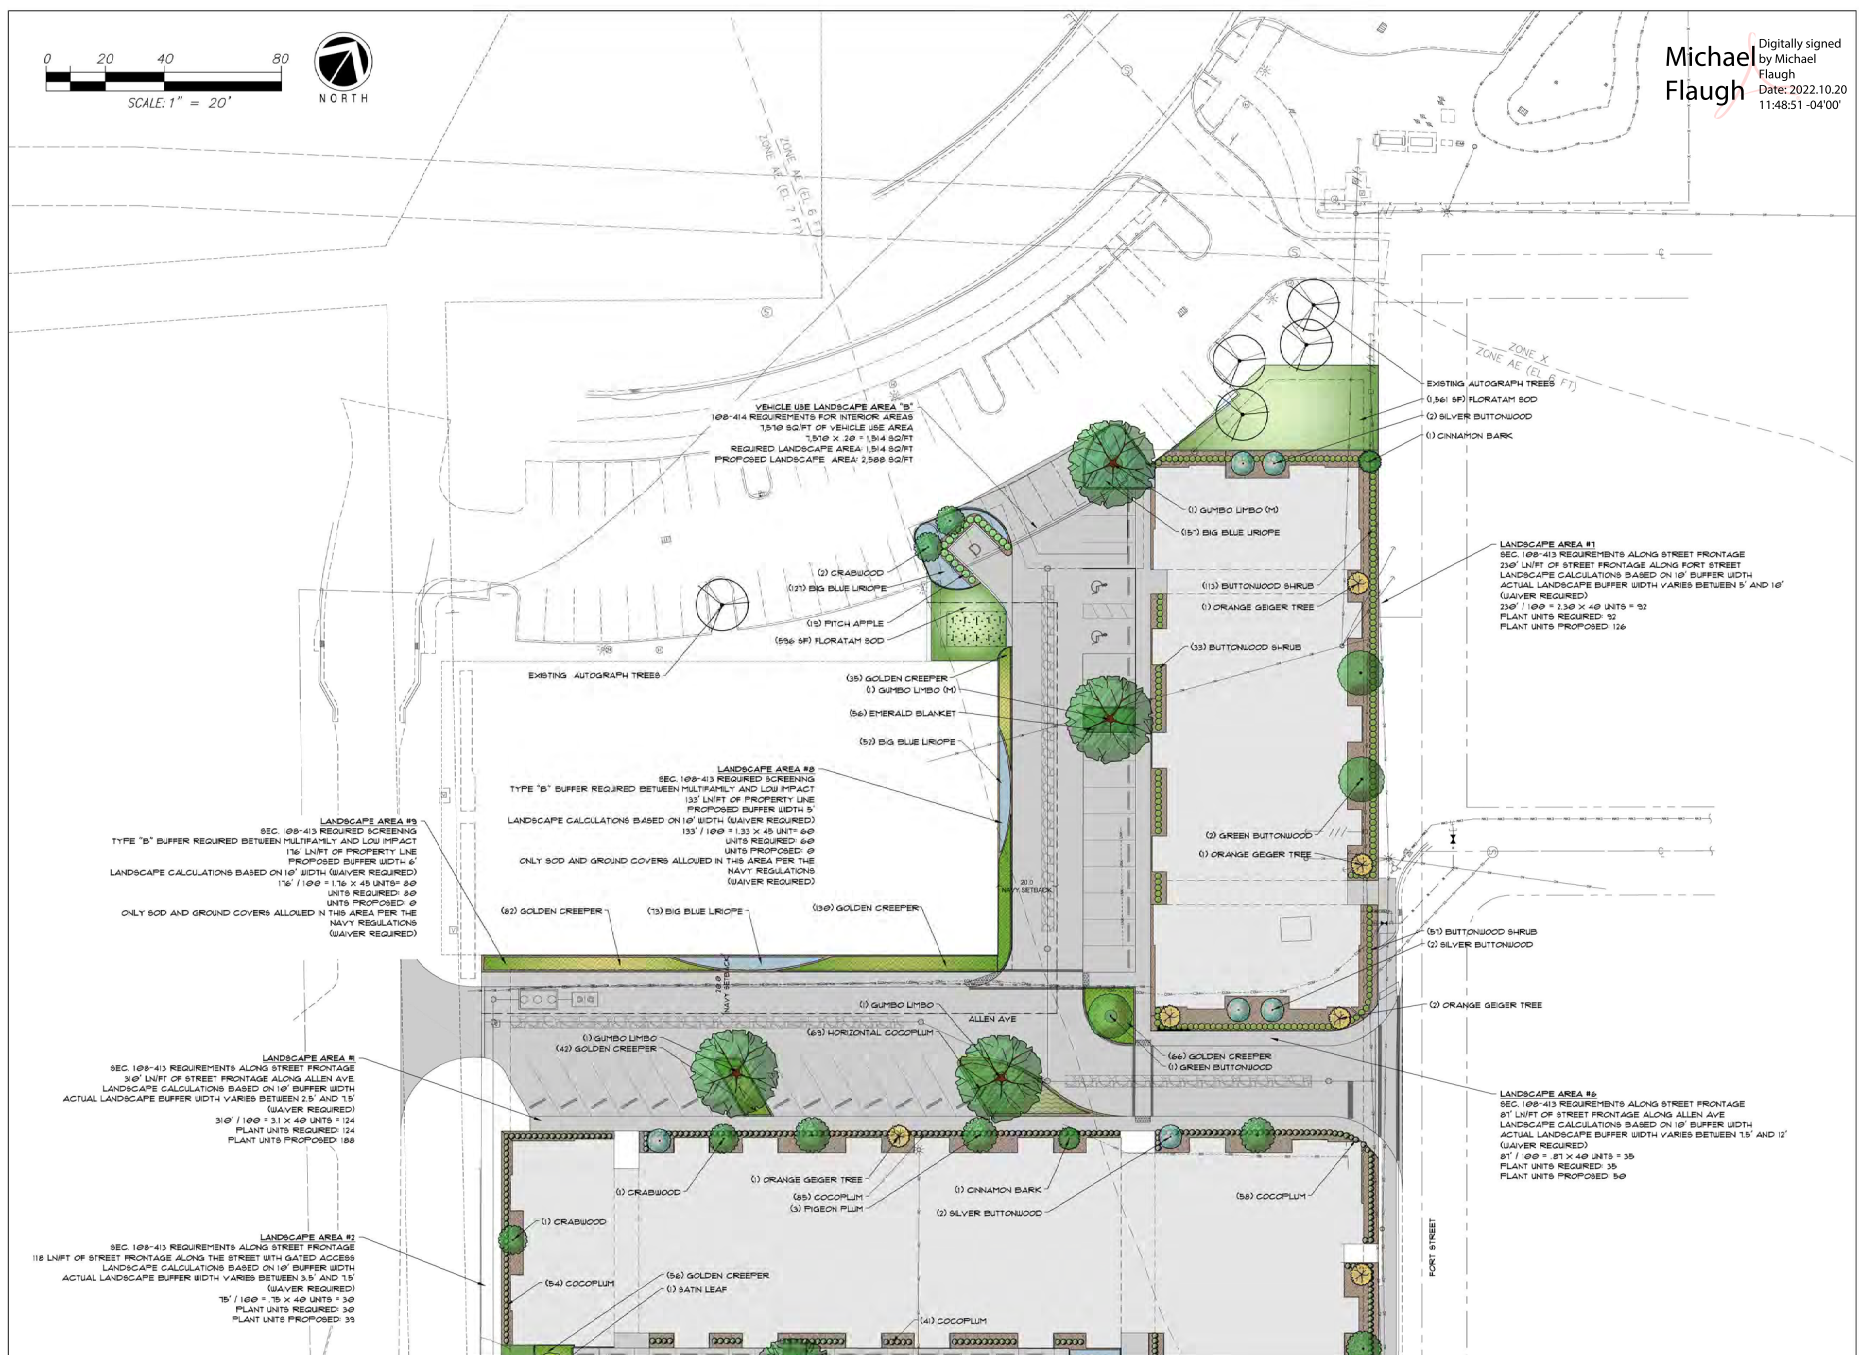 0 20 40 80
SCALE: 1" = 20'
NORTH
Michael
Flaugh
Digitally signed
by Michael
Flaugh
Date: 2022.10.20
11:48:51 -04'00'
ZONE AE (EL 6 FT)
ZONE AE (EL 7 FT)
ZONE X
ZONE AE (EL 6 FT)
EXISTING AUTOGRAPH TREES
(1,361 SF) FLORATAM SOD
(2) SILVER BUTTONWOOD
(1) CINNAMON BARK
VEHICLE USE LANDSCAPE AREA "B"
108-414 REQUIREMENTS FOR INTERIOR AREAS
7,570 SQ/FT OF VEHICLE USE AREA
7,570 X .20 = 1,514 SQ/FT
REQUIRED LANDSCAPE AREA: 1,514 SQ/FT
PROPOSED LANDSCAPE AREA: 2,588 SQ/FT
(1) GUMBO LIMBO (M)
(157) BIG BLUE LIRIOPE
(2) CRABWOOD
(127) BIG BLUE LIRIOPE
(19) PITCH APPLE
(596 SF) FLORATAM SOD
(113) BUTTONWOOD SHRUB
(1) ORANGE GEIGER TREE
(33) BUTTONWOOD SHRUB
LANDSCAPE AREA #7
SEC. 108-413 REQUIREMENTS ALONG STREET FRONTAGE
230' LN/FT OF STREET FRONTAGE ALONG FORT STREET
LANDSCAPE CALCULATIONS BASED ON 10' BUFFER WIDTH
ACTUAL LANDSCAPE BUFFER WIDTH VARIES BETWEEN 5' AND 10'
(WAIVER REQUIRED)
230' / 100 = 2.30 X 40 UNITS = 92
PLANT UNITS REQUIRED: 92
PLANT UNITS PROPOSED: 126
EXISTING AUTOGRAPH TREES
(35) GOLDEN CREEPER
(1) GUMBO LIMBO (M)
(56) EMERALD BLANKET
(57) BIG BLUE LIRIOPE
LANDSCAPE AREA #8
SEC. 108-413 REQUIRED SCREENING
TYPE "B" BUFFER REQUIRED BETWEEN MULTIFAMILY AND LOW IMPACT
133' LN/FT OF PROPERTY LINE
PROPOSED BUFFER WIDTH 5'
LANDSCAPE CALCULATIONS BASED ON 10' WIDTH (WAIVER REQUIRED)
133' / 100 = 1.33 X 45 UNIT= 60
UNITS REQUIRED: 60
UNITS PROPOSED: 0
ONLY SOD AND GROUND COVERS ALLOWED IN THIS AREA PER THE
NAVY REGULATIONS
(WAIVER REQUIRED)
LANDSCAPE AREA #9
SEC. 108-413 REQUIRED SCREENING
TYPE "B" BUFFER REQUIRED BETWEEN MULTIFAMILY AND LOW IMPACT
176' LN/FT OF PROPERTY LINE
PROPOSED BUFFER WIDTH 6'
LANDSCAPE CALCULATIONS BASED ON 10' WIDTH (WAIVER REQUIRED)
176' / 100 = 1.76 X 45 UNITS= 80
UNITS REQUIRED: 80
UNITS PROPOSED: 0
ONLY SOD AND GROUND COVERS ALLOWED IN THIS AREA PER THE
NAVY REGULATIONS
(WAIVER REQUIRED)
(2) GREEN BUTTONWOOD
(1) ORANGE GEIGER TREE
20.0
NAVY SETBACK
(82) GOLDEN CREEPER
(73) BIG BLUE LIRIOPE
(130) GOLDEN CREEPER
(57) BUTTONWOOD SHRUB
(2) SILVER BUTTONWOOD
20.0
NAVY SETBACK
(2) ORANGE GEIGER TREE
(1) GUMBO LIMBO
(63) HORIZONTAL COCOPLUM
ALLEN AVE
(1) GUMBO LIMBO
(42) GOLDEN CREEPER
(66) GOLDEN CREEPER
(1) GREEN BUTTONWOOD
LANDSCAPE AREA #1
SEC. 108-413 REQUIREMENTS ALONG STREET FRONTAGE
310' LN/FT OF STREET FRONTAGE ALONG ALLEN AVE
LANDSCAPE CALCULATIONS BASED ON 10' BUFFER WIDTH
ACTUAL LANDSCAPE BUFFER WIDTH VARIES BETWEEN 2.5' AND 7.5'
(WAIVER REQUIRED)
310' / 100 = 3.1 X 40 UNITS = 124
PLANT UNITS REQUIRED: 124
PLANT UNITS PROPOSED: 188
LANDSCAPE AREA #6
SEC. 108-413 REQUIREMENTS ALONG STREET FRONTAGE
87' LN/FT OF STREET FRONTAGE ALONG ALLEN AVE
LANDSCAPE CALCULATIONS BASED ON 10' BUFFER WIDTH
ACTUAL LANDSCAPE BUFFER WIDTH VARIES BETWEEN 7.5' AND 12'
(WAIVER REQUIRED)
87' / 100 = .87 X 40 UNITS = 35
PLANT UNITS REQUIRED: 35
PLANT UNITS PROPOSED: 50
(1) CRABWOOD
(1) ORANGE GEIGER TREE
(85) COCOPLUM
(3) PIGEON PLUM
(1) CINNAMON BARK
(2) SILVER BUTTONWOOD
(58) COCOPLUM
(1) CRABWOOD
LANDSCAPE AREA #2
SEC. 108-413 REQUIREMENTS ALONG STREET FRONTAGE
118 LN/FT OF STREET FRONTAGE ALONG THE STREET WITH GATED ACCESS
LANDSCAPE CALCULATIONS BASED ON 10' BUFFER WIDTH
ACTUAL LANDSCAPE BUFFER WIDTH VARIES BETWEEN 3.5' AND 7.5'
(WAIVER REQUIRED)
75' / 100 = .75 X 40 UNITS = 30
PLANT UNITS REQUIRED: 30
PLANT UNITS PROPOSED: 39
(54) COCOPLUM
(56) GOLDEN CREEPER
(1) SATIN LEAF
(41) COCOPLUM
FORT STREET